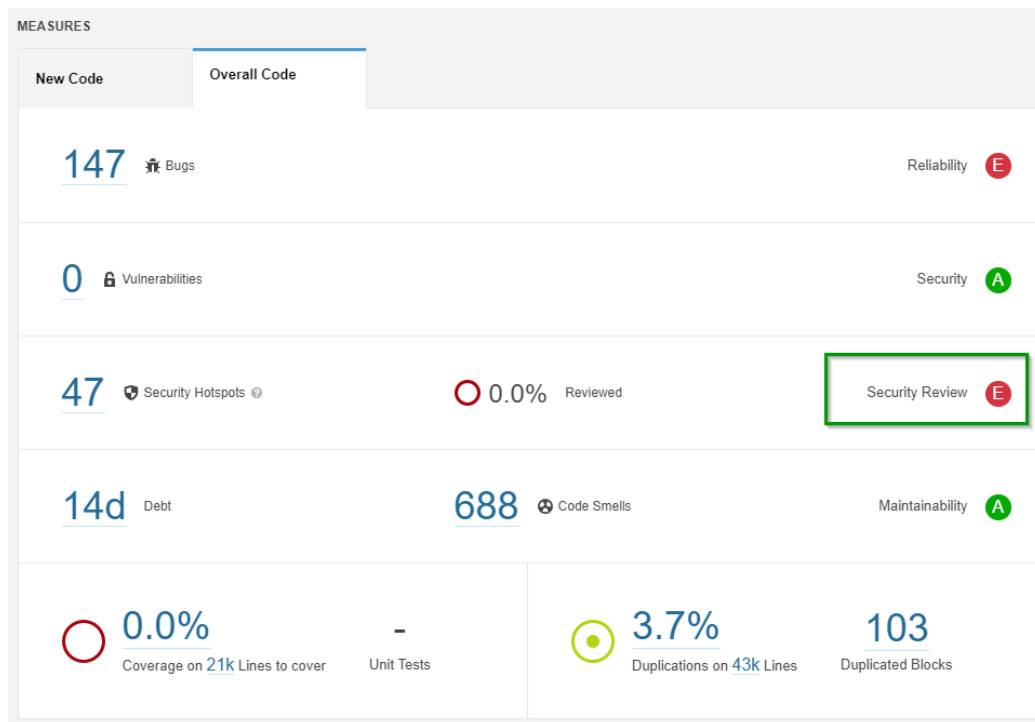 MEASURES
New Code
Overall Code
147 Bugs
Reliability E
0 Vulnerabilities
Security A
47 Security Hotspots ?
0.0% Reviewed
Security Review E
14d Debt
688 Code Smells
Maintainability A
0.0%
Coverage on 21k Lines to cover
-
Unit Tests
3.7%
Duplications on 43k Lines
103
Duplicated Blocks